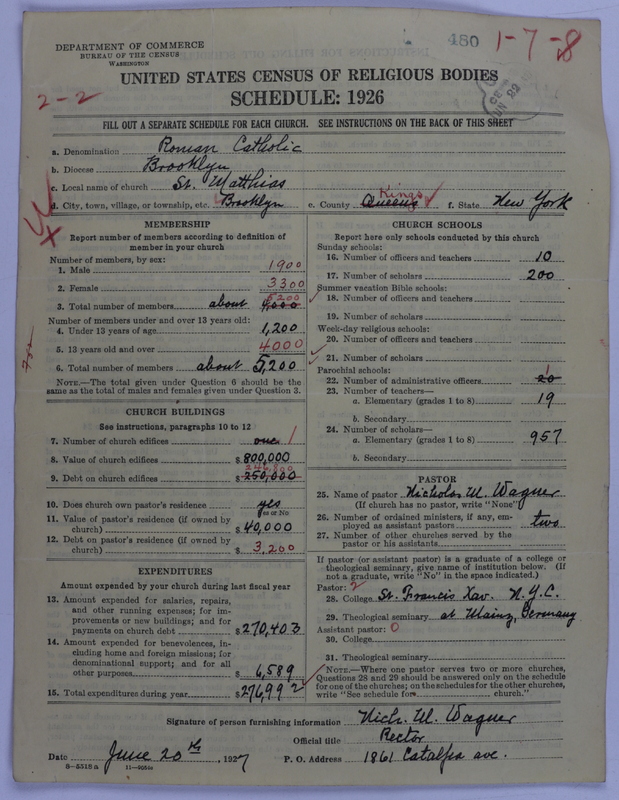 DEPARTMENT OF COMMERCE
BUREAU OF THE CENSUS
WASHINGTON
480
1-7-8
2-2
UNITED STATES CENSUS OF RELIGIOUS BODIES
SCHEDULE: 1926
FILL OUT A SEPARATE SCHEDULE FOR EACH CHURCH. SEE INSTRUCTIONS ON THE BACK OF THIS SHEET
a. Denomination Roman Catholic
b. Diocese Brooklyn
c. Local name of church St. Matthias
d. City, town, village, or township, etc. Brooklyn e. County Queens Kings f. State New York
MEMBERSHIP
Report number of members according to definition of
member in your church
Number of members, by sex:
1. Male 1900
2. Female 3300
3. Total number of members about 5200
Number of members under and over 13 years old:
4. Under 13 years of age 1,200
5. 13 years old and over 4000
6. Total number of members about 5,200
NOTE.—The total given under Question 6 should be the
same as the total of males and females given under Question 3.
CHURCH BUILDINGS
See instructions, paragraphs 10 to 12
7. Number of church edifices one 1
8. Value of church edifices $ 800,000
246,800
9. Debt on church edifices $ 250,000
10. Does church own pastor's residence yes
Yes or No
11. Value of pastor's residence (if owned by
church) $ 40,000
12. Debt on pastor's residence (if owned by
church) $ 3,200
EXPENDITURES
Amount expended by your church during last fiscal year
13. Amount expended for salaries, repairs,
and other running expenses; for im-
provements or new buildings; and for
payments on church debt $ 270,403
14. Amount expended for benevolences, in-
cluding home and foreign missions; for
denominational support; and for all
other purposes $ 6,589
15. Total expenditures during year $ 276,992
CHURCH SCHOOLS
Report here only schools conducted by this church
Sunday schools:
16. Number of officers and teachers 10
17. Number of scholars 200
Summer vacation Bible schools:
18. Number of officers and teachers
19. Number of scholars
Week-day religious schools:
20. Number of officers and teachers
21. Number of scholars
Parochial schools:
22. Number of administrative officers 20 1
23. Number of teachers—
a. Elementary (grades 1 to 8) 19
b. Secondary
24. Number of scholars—
a. Elementary (grades 1 to 8) 957
b. Secondary
PASTOR
25. Name of pastor Nicholas M. Wagner
(If church has no pastor, write "None")
26. Number of ordained ministers, if any, em-
ployed as assistant pastors two
27. Number of other churches served by the
pastor or his assistants
If pastor (or assistant pastor) is a graduate of a college or
theological seminary, give name of institution below. (If
not a graduate, write "No" in the space indicated.)
Pastor: 2
28. College St. Francis Xav. N.Y.C.
29. Theological seminary at Mainz, Germany
Assistant pastor: 0
30. College
31. Theological seminary
NOTE.—Where one pastor serves two or more churches,
Questions 28 and 29 should be answered only on the schedule
for one of the churches; on the schedules for the other churches,
write "See schedule for church."
Signature of person furnishing information Nich. M. Wagner
Official title Rector
Date June 20th, 1927 P. O. Address 1861 Catalpa ave.
8-5318a